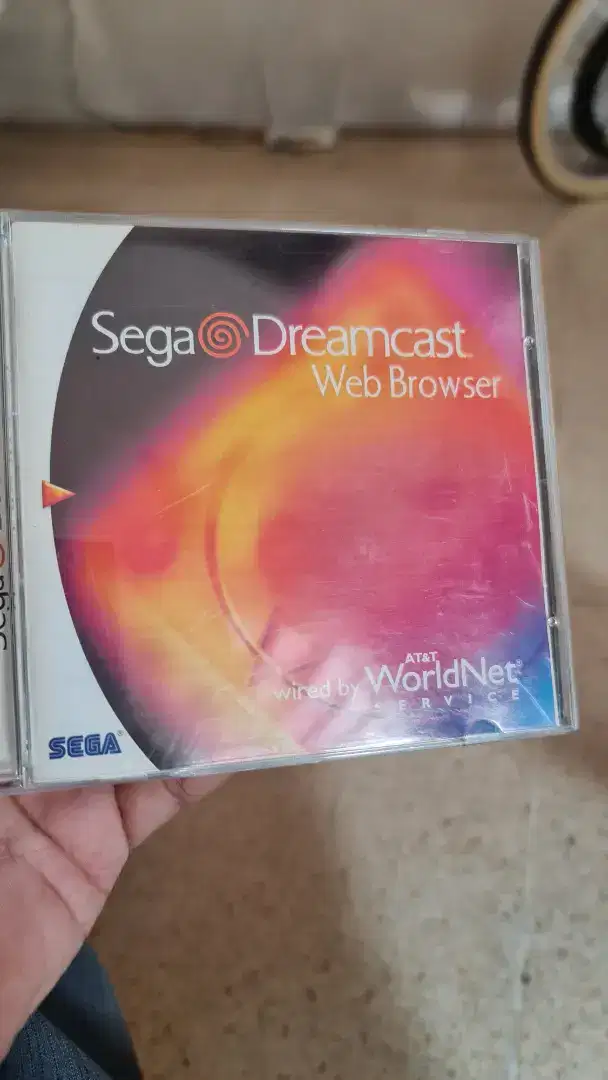 Sega Dreamcast
Web Browser
AT&T
wired by WorldNet®
SERVICE
SEGA®